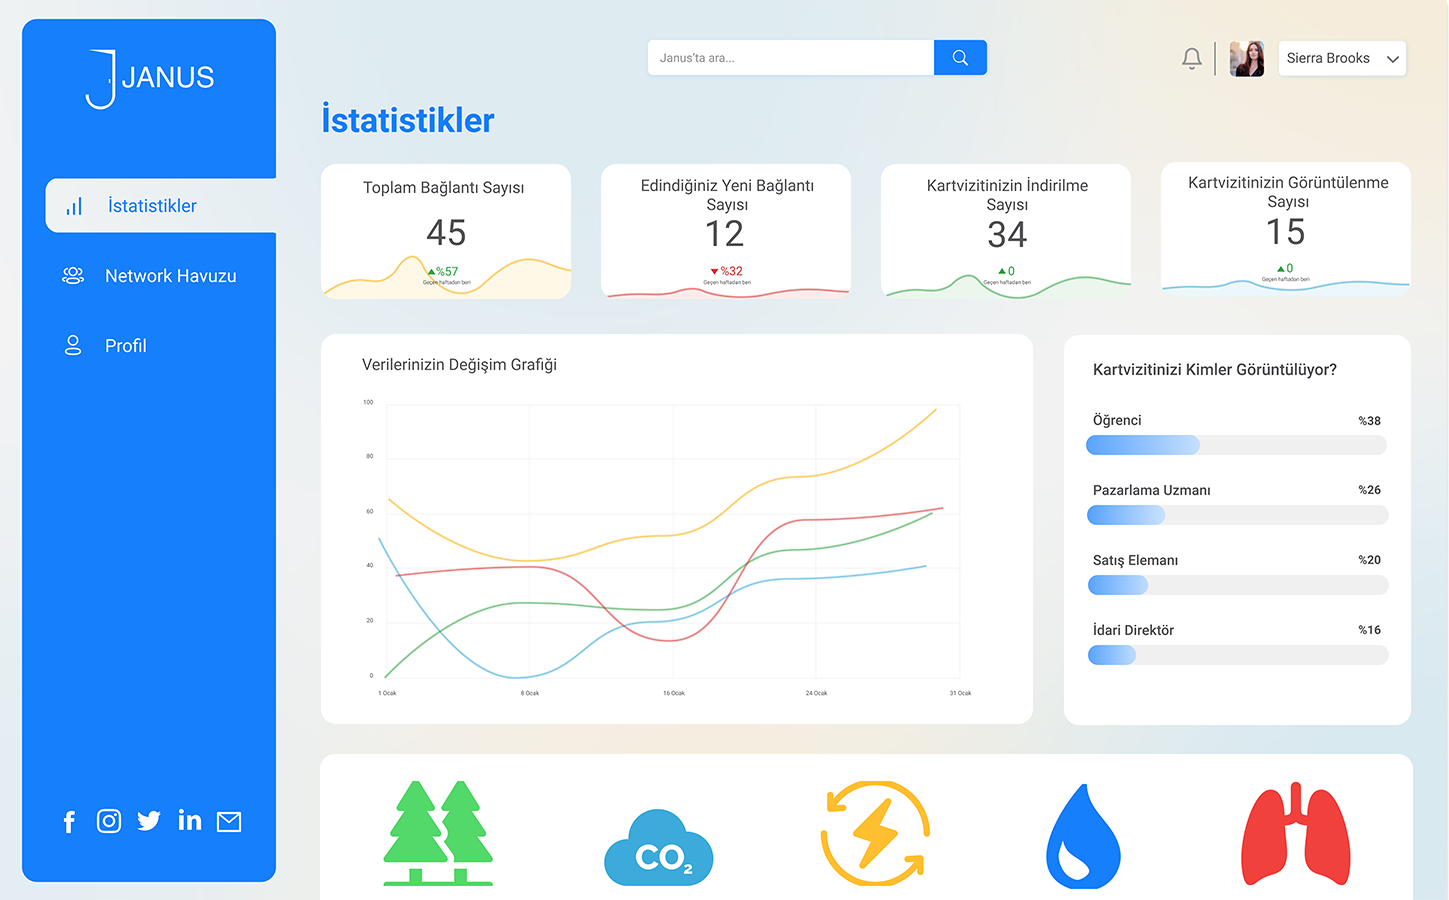 JANUS
Janus'ta ara...
Sierra Brooks
İstatistikler
İstatistikler
Network Havuzu
Profil
Toplam Bağlantı Sayısı
45
%57
Geçen haftadan beri
Edindiğiniz Yeni Bağlantı
Sayısı
12
%32
Geçen haftadan beri
Kartvizitinizin İndirilme
Sayısı
34
0
Geçen haftadan beri
Kartvizitinizin Görüntülenme
Sayısı
15
0
Geçen haftadan beri
Verilerinizin Değişim Grafiği
100
80
60
40
20
0
1 Ocak
8 Ocak
16 Ocak
24 Ocak
31 Ocak
Kartvizitinizi Kimler Görüntülüyor?
Öğrenci %38
Pazarlama Uzmanı %26
Satış Elemanı %20
İdari Direktör %16
CO₂